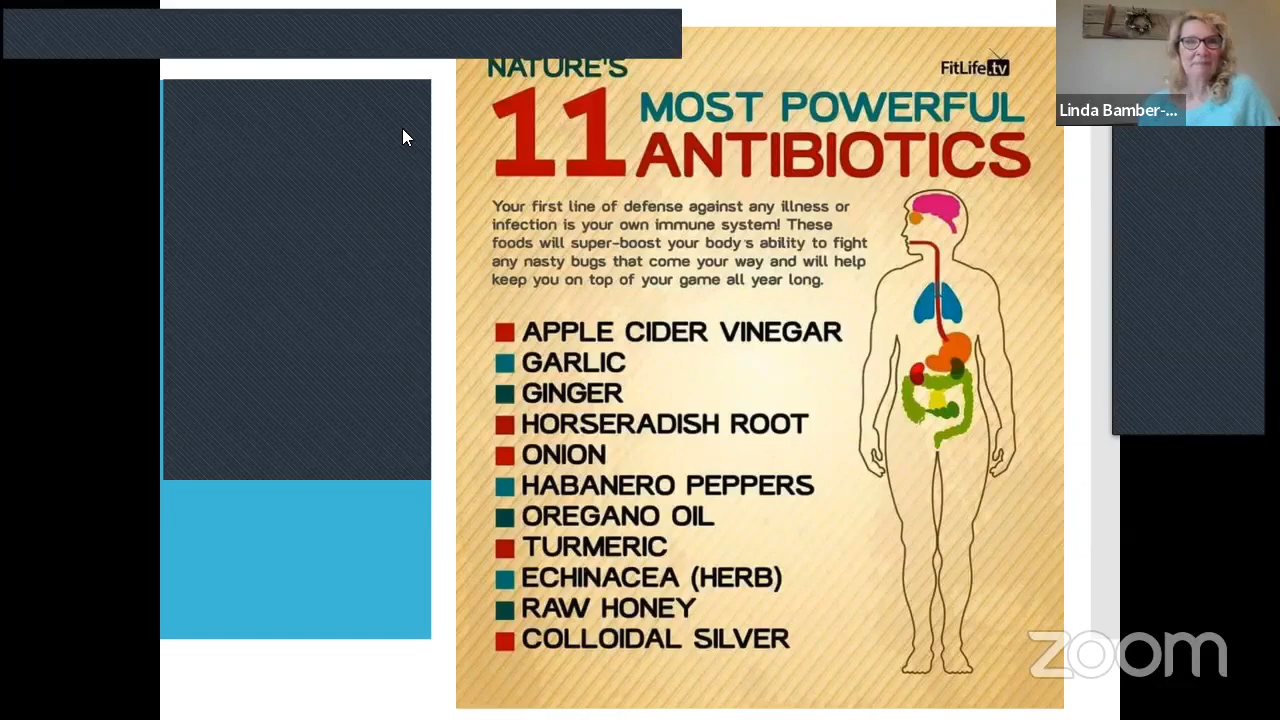 NATURE'S
FitLife.tv
11 MOST POWERFUL
ANTIBIOTICS
Your first line of defense against any illness or
infection is your own immune system! These
foods will super-boost your body's ability to fight
any nasty bugs that come your way and will help
keep you on top of your game all year long.
APPLE CIDER VINEGAR
GARLIC
GINGER
HORSERADISH ROOT
ONION
HABANERO PEPPERS
OREGANO OIL
TURMERIC
ECHINACEA (HERB)
RAW HONEY
COLLOIDAL SILVER
Linda Bamber-...
zoom